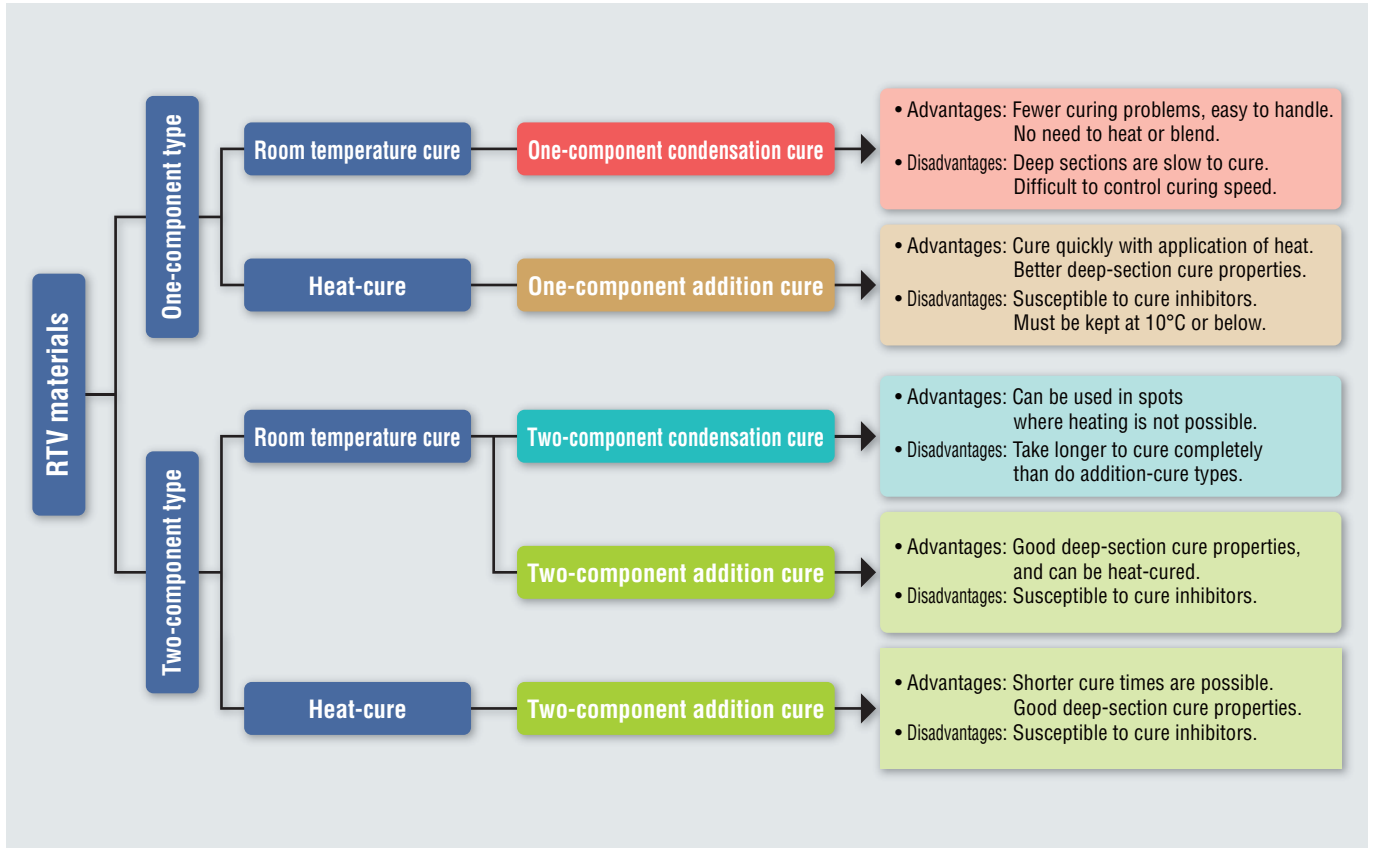 RTV materials
One-component type
Room temperature cure
One-component condensation cure
• Advantages: Fewer curing problems, easy to handle.
No need to heat or blend.
• Disadvantages: Deep sections are slow to cure.
Difficult to control curing speed.
Heat-cure
One-component addition cure
• Advantages: Cure quickly with application of heat.
Better deep-section cure properties.
• Disadvantages: Susceptible to cure inhibitors.
Must be kept at 10°C or below.
Two-component type
Room temperature cure
Two-component condensation cure
• Advantages: Can be used in spots
where heating is not possible.
• Disadvantages: Take longer to cure completely
than do addition-cure types.
Two-component addition cure
• Advantages: Good deep-section cure properties,
and can be heat-cured.
• Disadvantages: Susceptible to cure inhibitors.
Heat-cure
Two-component addition cure
• Advantages: Shorter cure times are possible.
Good deep-section cure properties.
• Disadvantages: Susceptible to cure inhibitors.